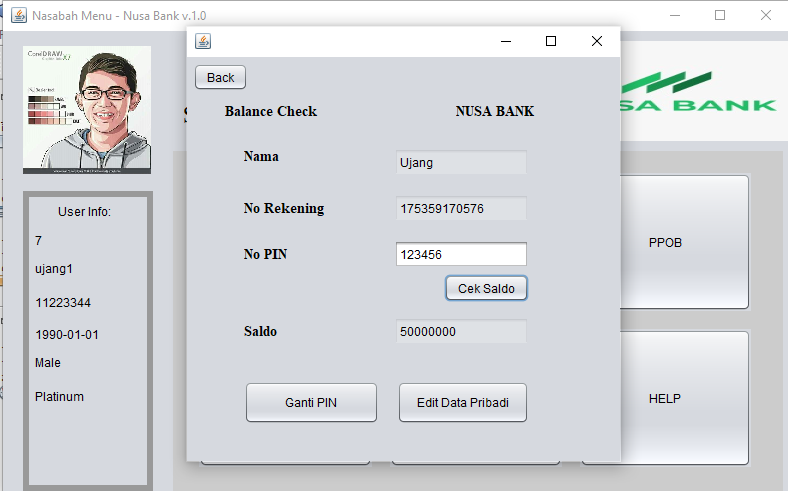 Nasabah Menu - Nusa Bank v.1.0
CorelDRAW
X7
User Info:
7
ujang1
11223344
1990-01-01
Male
Platinum
Back
Balance Check
NUSA BANK
Nama
Ujang
No Rekening
175359170576
No PIN
123456
Cek Saldo
Saldo
50000000
Ganti PIN
Edit Data Pribadi
SA BANK
PPOB
HELP